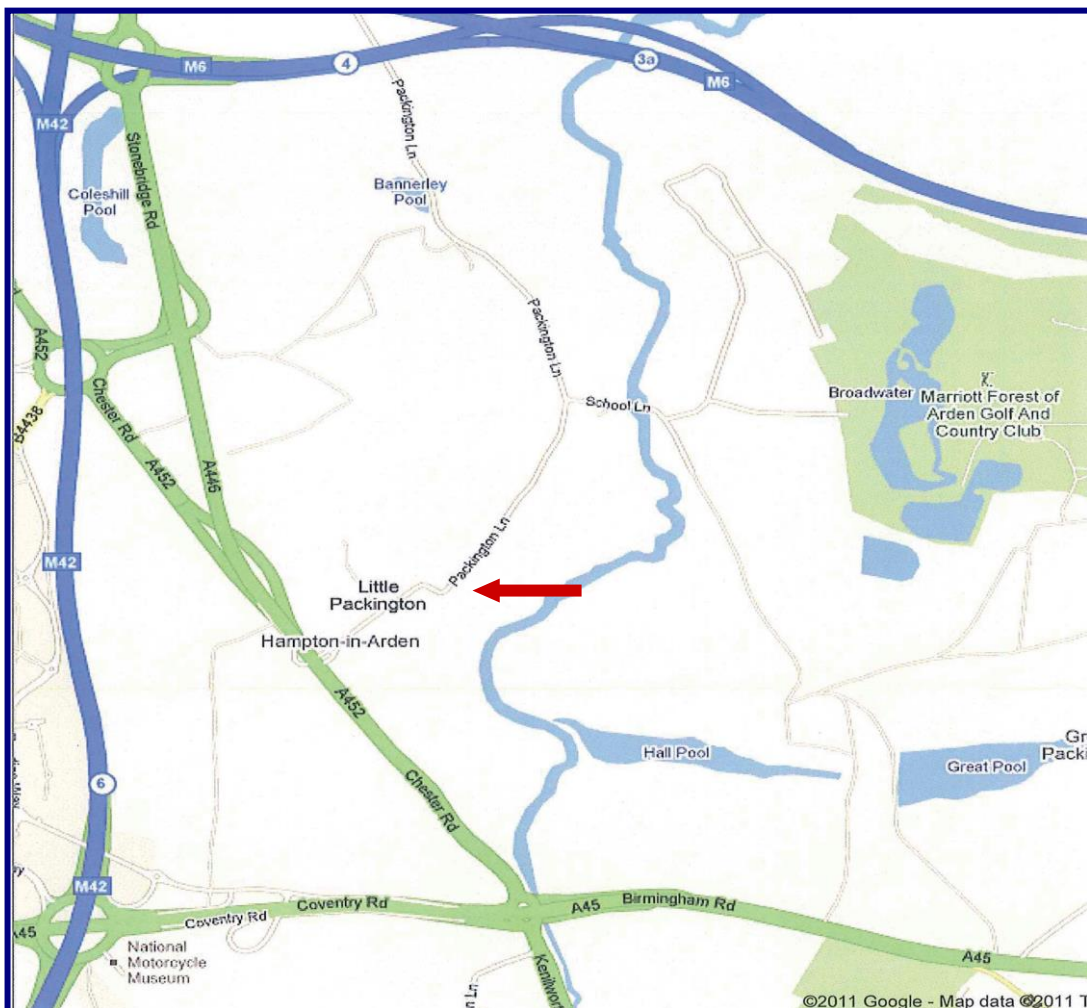 M6
4
3a
M6
M42
Packington Ln
Stonebridge Rd
Coleshill
Pool
Bannerley
Pool
A452
B4438
Chester Rd
A452
A446
Packington Ln
School Ln
Broadwater
Marriott Forest of
Arden Golf And
Country Club
M42
Packington Ln
Little
Packington
Hampton-in-Arden
A452
Hall Pool
Great Pool
6
Chester Rd
M42
A45
Coventry Rd
Coventry Rd
A45
Birmingham Rd
A45
National
Motorcycle
Museum
©2011 Google - Map data ©2011